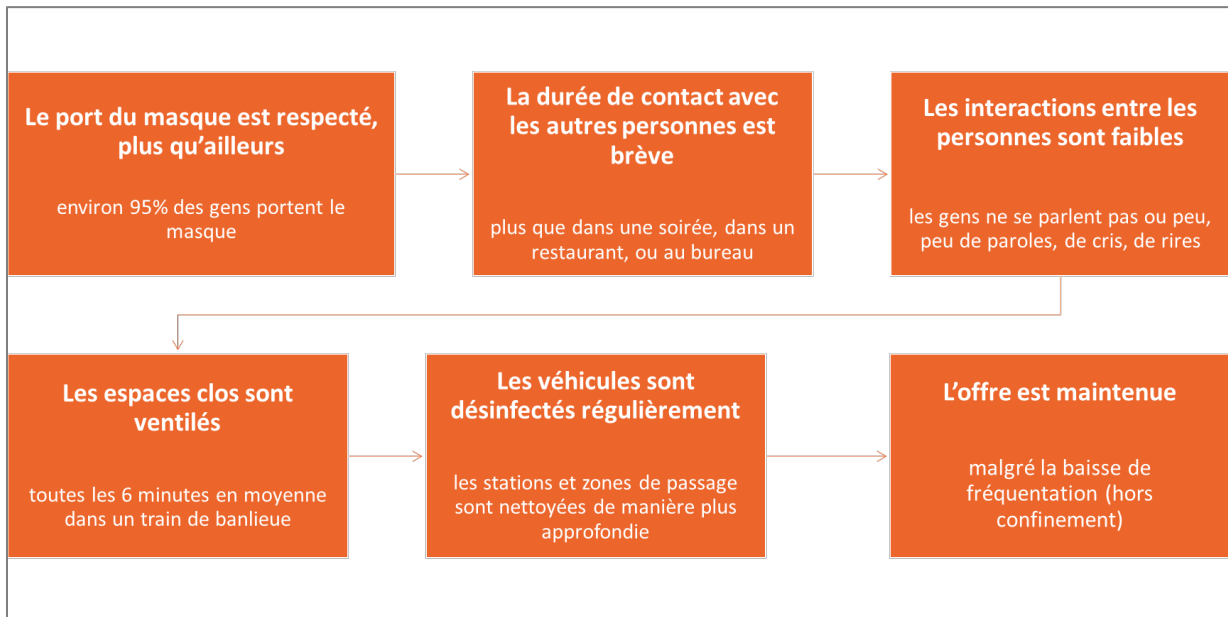 Le port du masque est respecté,
plus qu’ailleurs
environ 95% des gens portent le
masque
La durée de contact avec
les autres personnes est
brève
plus que dans une soirée, dans un
restaurant, ou au bureau
Les interactions entre les
personnes sont faibles
les gens ne se parlent pas ou peu,
peu de paroles, de cris, de rires
Les espaces clos sont
ventilés
toutes les 6 minutes en moyenne
dans un train de banlieue
Les véhicules sont
désinfectés régulièrement
les stations et zones de passage
sont nettoyées de manière plus
approfondie
L’offre est maintenue
malgré la baisse de
fréquentation (hors
confinement)